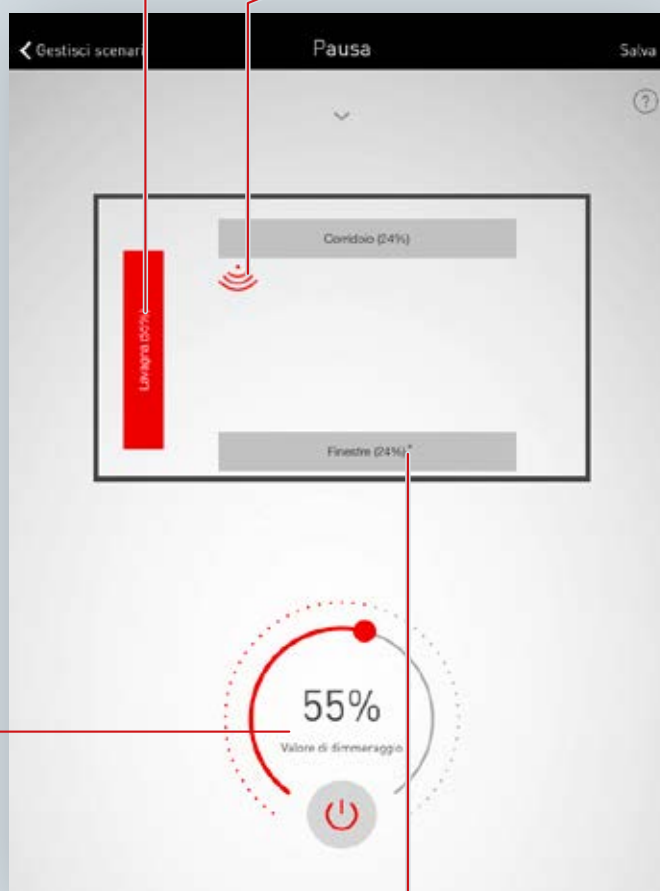 Gestisci scenari
Pausa
Salva
?
Corridoio (24%)
Lavagna (55%)
Finestre (24%)*
55%
Valore di dimmeraggio